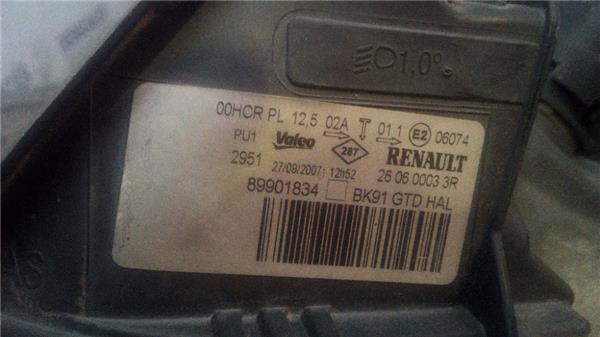 1,0%
00HCR PL 12,5 02A T 01,1 E2 06074
PU1 Valeo 287 RENAULT
2951 27/09/2007 12h52 26 06 0003 3R
89901834 BK91 GTD HAL